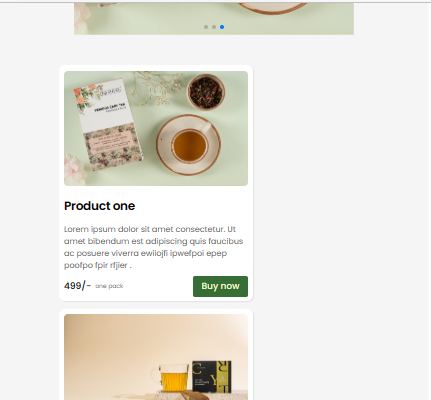 Product one
Lorem ipsum dolor sit amet consectetur. Ut
amet bibendum est adipiscing quis faucibus
ac posuere viverra ewiiojfi ipwefpoi epep
poofpo fpir rfjier .
499/- one pack
Buy now